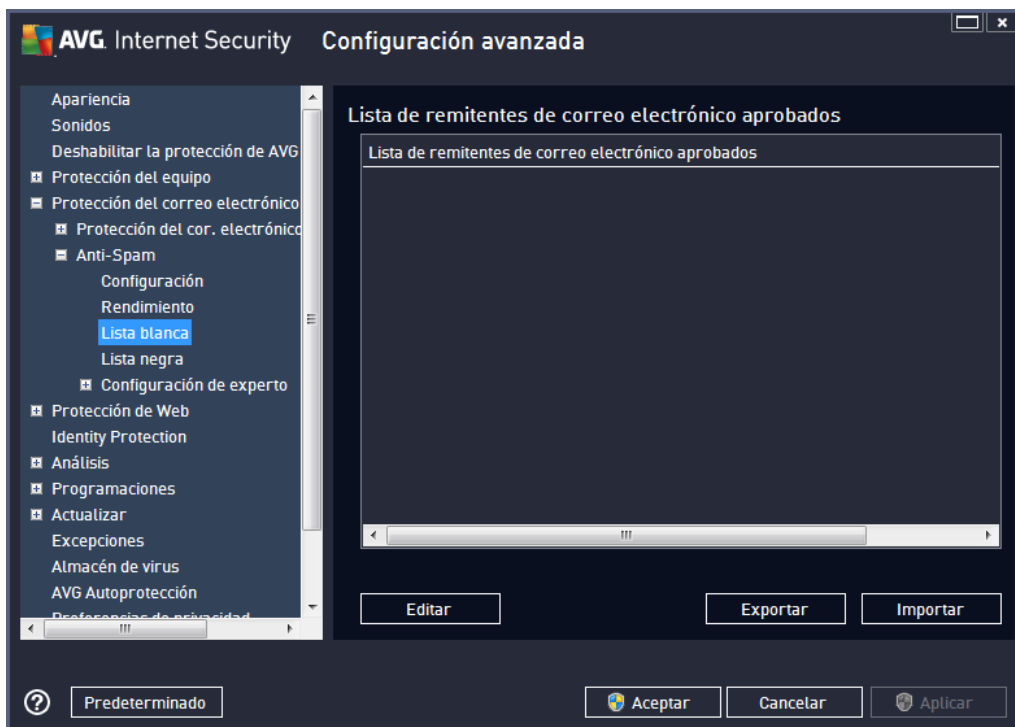 AVG. Internet Security Configuración avanzada
Apariencia
Sonidos
Deshabilitar la protección de AVG
Protección del equipo
Protección del correo electrónico
Protección del cor. electrónico
Anti-Spam
Configuración
Rendimiento
Lista blanca
Lista negra
Configuración de experto
Protección de Web
Identity Protection
Análisis
Programaciones
Actualizar
Excepciones
Almacén de virus
AVG Autoprotección
Preferencias de privacidad
Lista de remitentes de correo electrónico aprobados
Lista de remitentes de correo electrónico aprobados
Editar
Exportar
Importar
?
Predeterminado
Aceptar
Cancelar
Aplicar